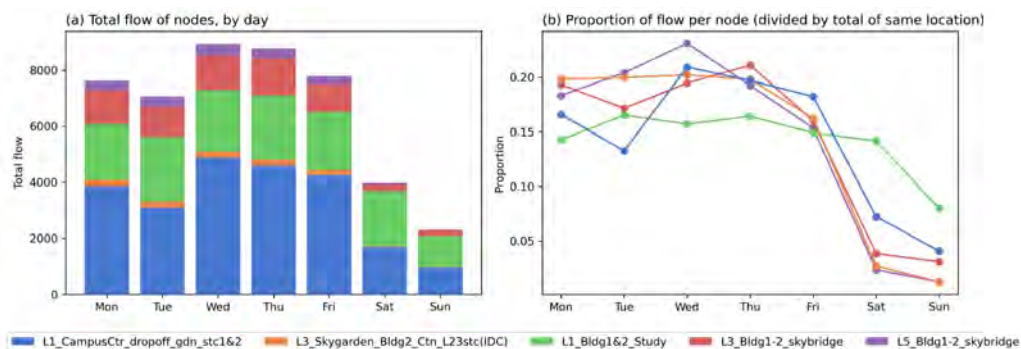 (a) Total flow of nodes, by day
8000
6000
4000
2000
0
Total flow
Mon Tue Wed Thu Fri Sat Sun
(b) Proportion of flow per node (divided by total of same location)
0.20
0.15
0.10
0.05
Proportion
Mon Tue Wed Thu Fri Sat Sun
L1_CampusCtr_dropoff_gdn_stc1&2 L3_Skygarden_Bldg2_Ctn_L23stc(IDC) L1_Bldg1&2_Study L3_Bldg1-2_skybridge L5_Bldg1-2_skybridge